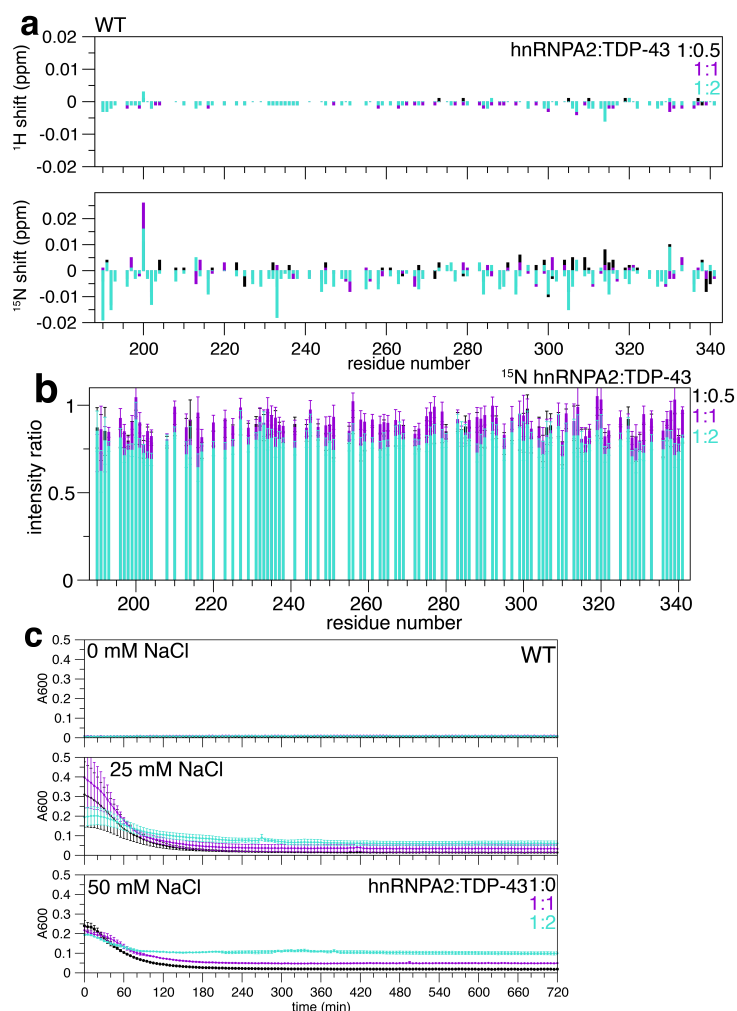 a WT
hnRNPA2:TDP-43 1:0.5
1:1
1:2
¹H shift (ppm)
0.02
0.01
0
-0.01
-0.02
¹⁵N shift (ppm)
0.02
0.01
0
-0.01
-0.02
200 220 240 260 280 300 320 340
residue number
b
¹⁵N hnRNPA2:TDP-43
1:0.5
1:1
1:2
intensity ratio
1
0.5
0
200 220 240 260 280 300 320 340
residue number
c
0 mM NaCl WT
A600
0.5
0.4
0.3
0.2
0.1
0
25 mM NaCl
A600
0.5
0.4
0.3
0.2
0.1
0
50 mM NaCl hnRNPA2:TDP-43 1:0
1:1
1:2
A600
0.5
0.4
0.3
0.2
0.1
0
0 60 120 180 240 300 360 420 480 540 600 660 720
time (min)